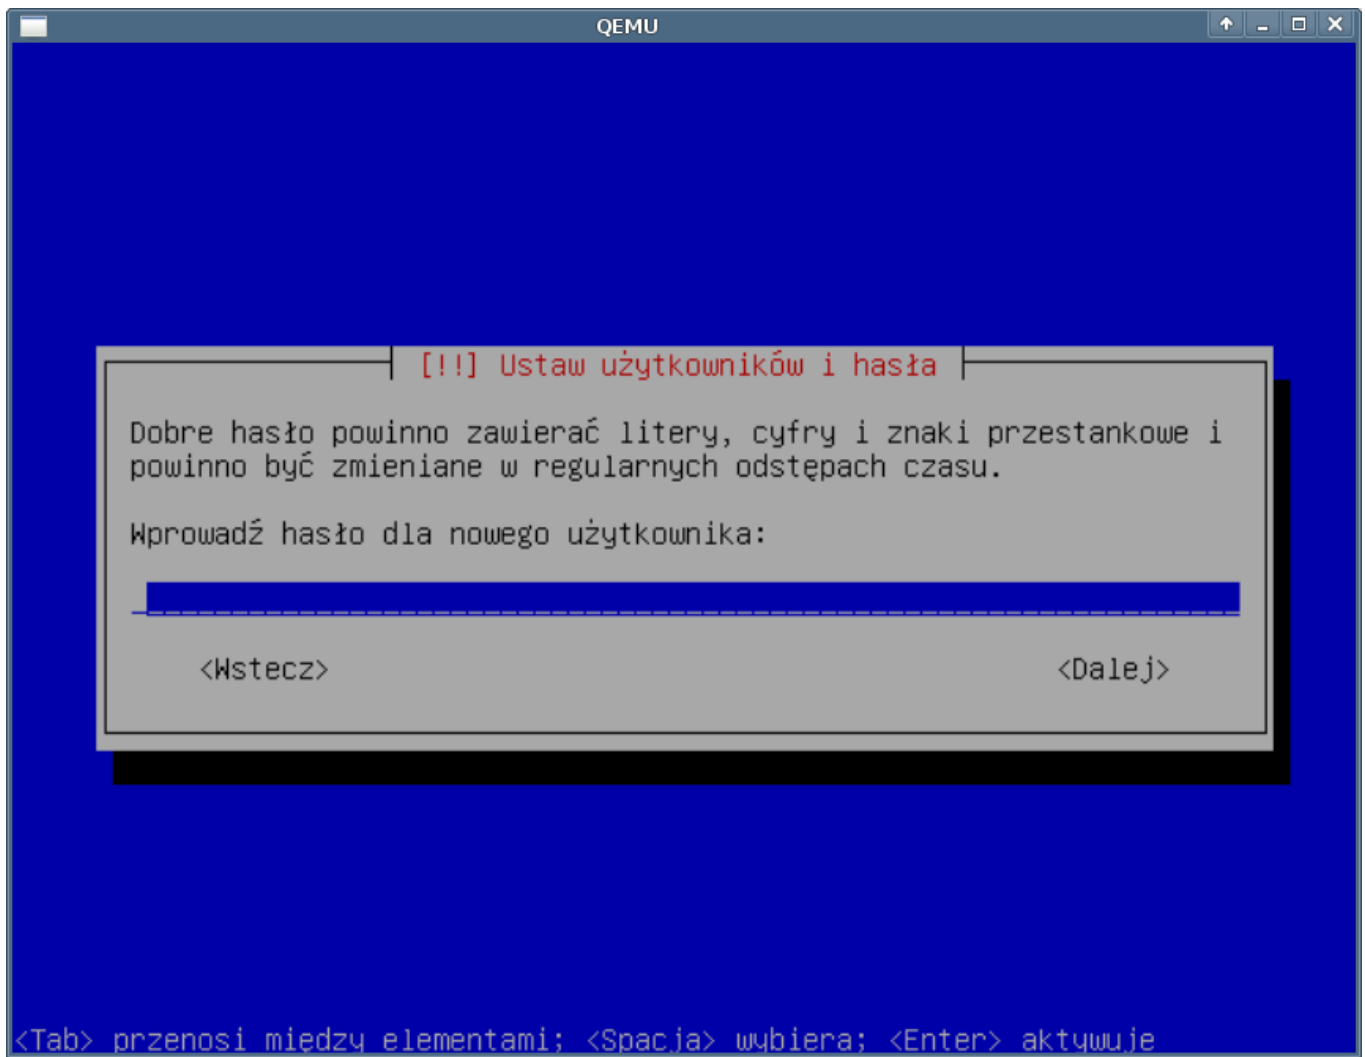 QEMU
[!!] Ustaw użytkowników i hasła
Dobre hasło powinno zawierać litery, cyfry i znaki przestankowe i
powinno być zmieniane w regularnych odstępach czasu.
Wprowadź hasło dla nowego użytkownika:
<Wstecz> <Dalej>
<Tab> przenosi między elementami; <Spacja> wybiera; <Enter> aktywuje